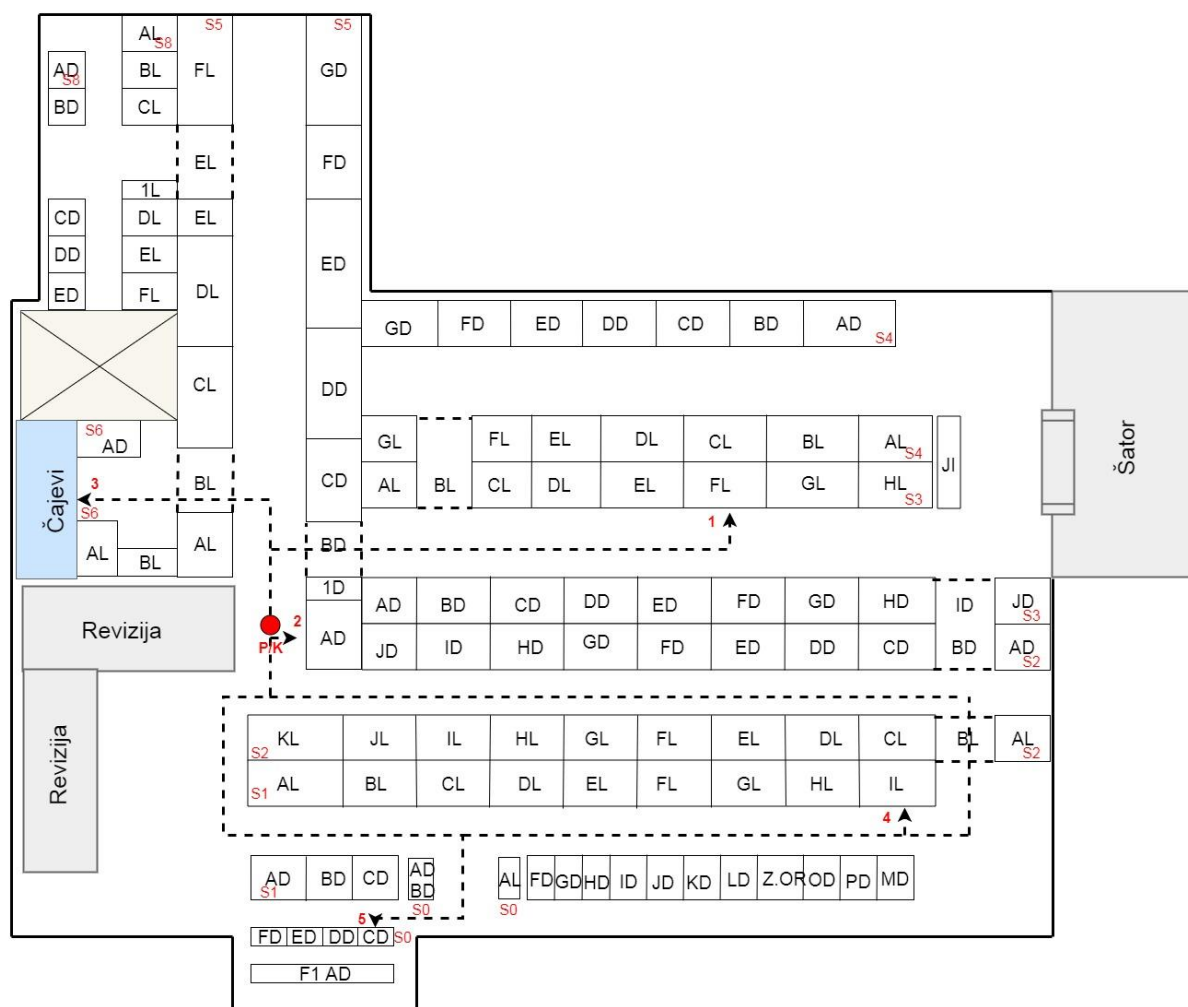 S5
S5
AL
S8
AD
S8
BL
FL
GD
BD
CL
EL
FD
1L
CD
DL
EL
DD
EL
ED
ED
FL
DL
GD
FD
ED
DD
CD
BD
AD
S4
CL
DD
S6
AD
GL
FL
EL
DL
CL
BL
AL
S4
JI
Šator
3
BL
CD
AL
BL
CL
DL
EL
FL
GL
HL
S3
Čajevi
S6
1
AL
BL
AL
BD
1D
AD
BD
CD
DD
ED
FD
GD
HD
ID
JD
S3
Revizija
2
P/K
AD
JD
ID
HD
GD
FD
ED
DD
CD
BD
AD
S2
Revizija
KL
S2
JL
IL
HL
GL
FL
EL
DL
CL
BL
AL
S2
AL
S1
BL
CL
DL
EL
FL
GL
HL
IL
4
AD
S1
BD
CD
AD
BD
S0
AL
S0
FD
GD
HD
ID
JD
KD
LD
Z.OR
OD
PD
MD
5
FD
ED
DD
CD
S0
F1 AD